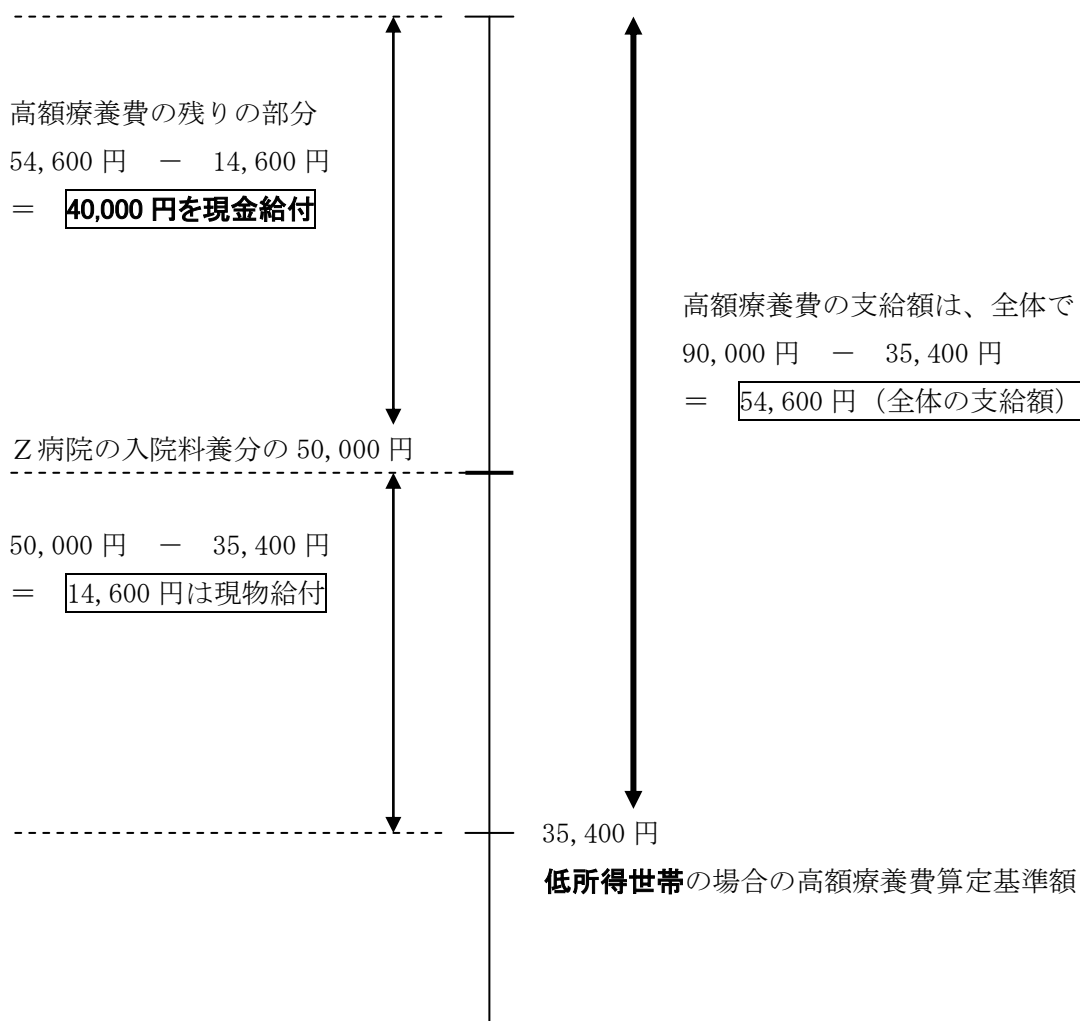 高額療養費の残りの部分
54,600 円 － 14,600 円
＝ 40,000 円を現金給付
高額療養費の支給額は、全体で
90,000 円 － 35,400 円
＝ 54,600 円（全体の支給額）
Ｚ病院の入院料養分の 50,000 円
50,000 円 － 35,400 円
＝ 14,600 円は現物給付
35,400 円
低所得世帯の場合の高額療養費算定基準額